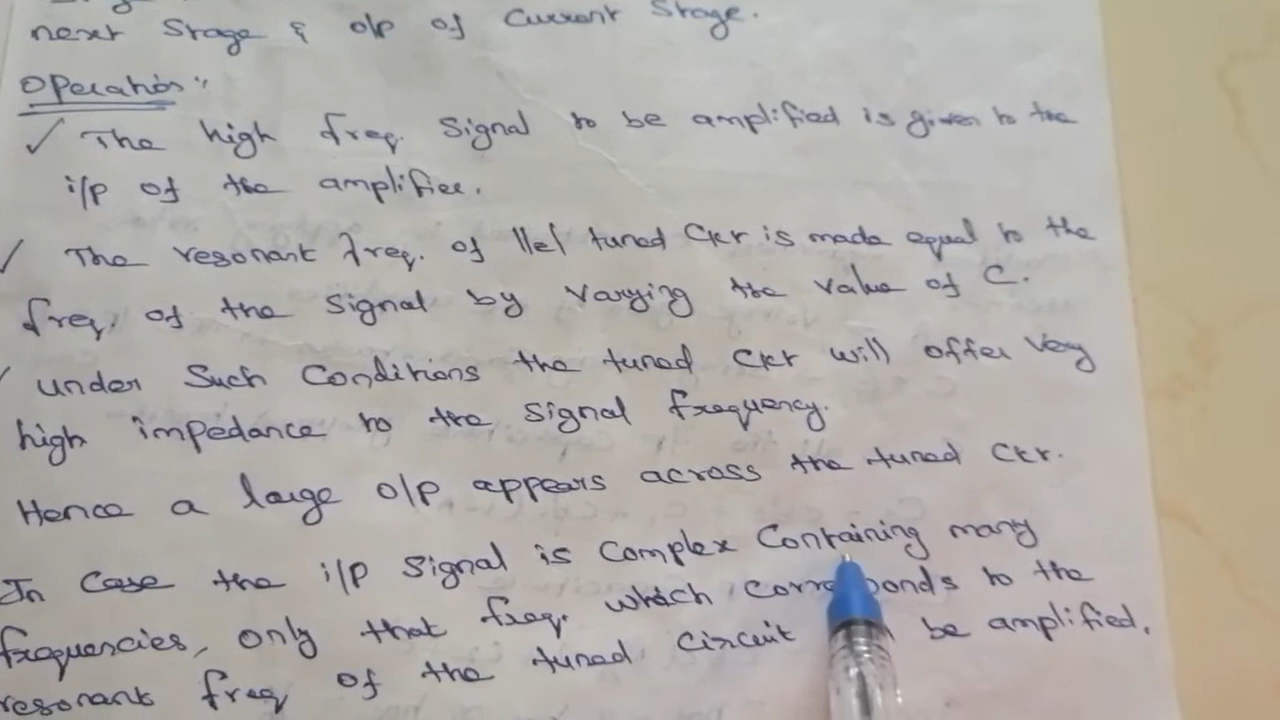 next Stage & o/p of Current Stage.
Operation:
✓ The high freq. Signal to be amplified is given to the
i/p of the amplifier.
✓ The resonant freq. of llel tuned Ckt is made equal to the
freq. of the signal by varying the value of C.
✓ under Such Conditions the tuned Ckt will offer very
high impedance to the signal frequency.
Hence a large o/p appears across the tuned Ckt.
In Case the i/p signal is Complex Containing many
frequencies, only that freq. which corresponds to the
resonant freq of the tuned circuit be amplified.